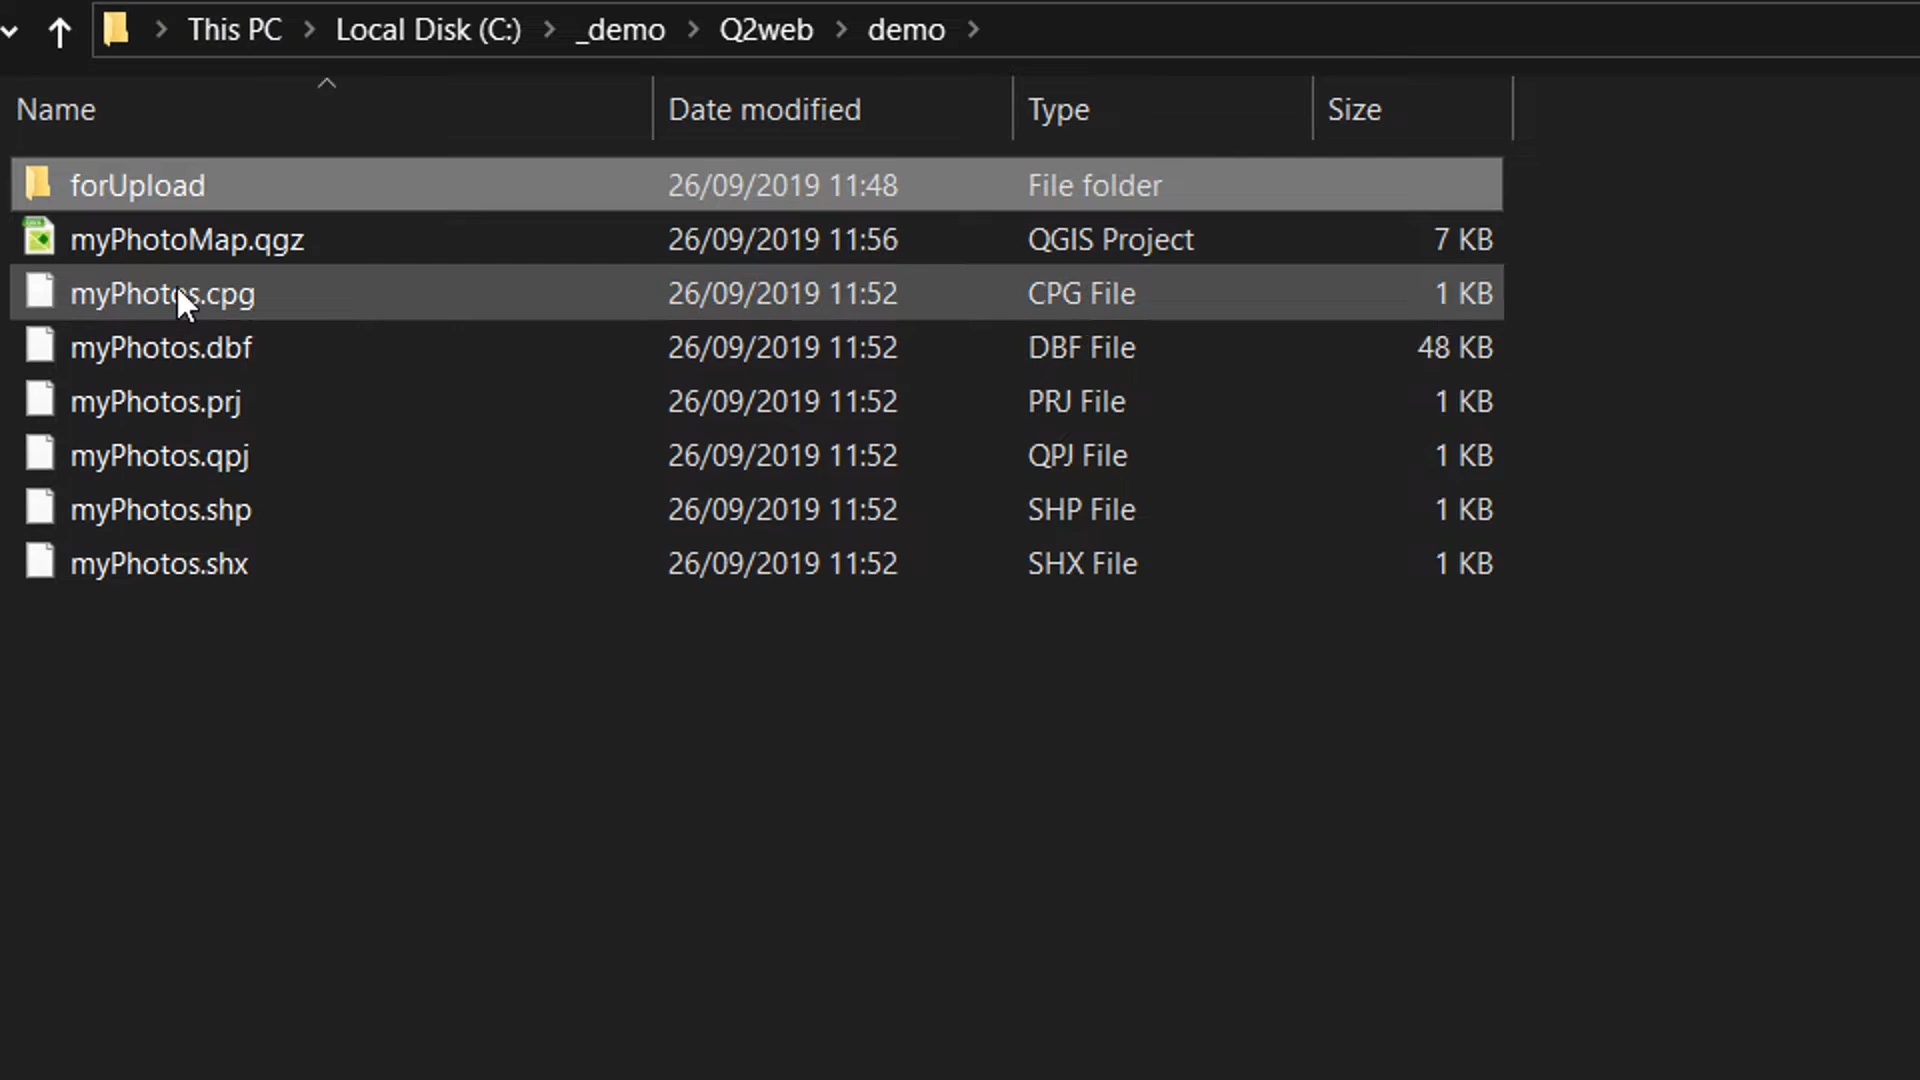 This PC > Local Disk (C:) > _demo > Q2web > demo >
Name Date modified Type Size
forUpload 26/09/2019 11:48 File folder
myPhotoMap.qgz 26/09/2019 11:56 QGIS Project 7 KB
myPhotos.cpg 26/09/2019 11:52 CPG File 1 KB
myPhotos.dbf 26/09/2019 11:52 DBF File 48 KB
myPhotos.prj 26/09/2019 11:52 PRJ File 1 KB
myPhotos.qpj 26/09/2019 11:52 QPJ File 1 KB
myPhotos.shp 26/09/2019 11:52 SHP File 1 KB
myPhotos.shx 26/09/2019 11:52 SHX File 1 KB